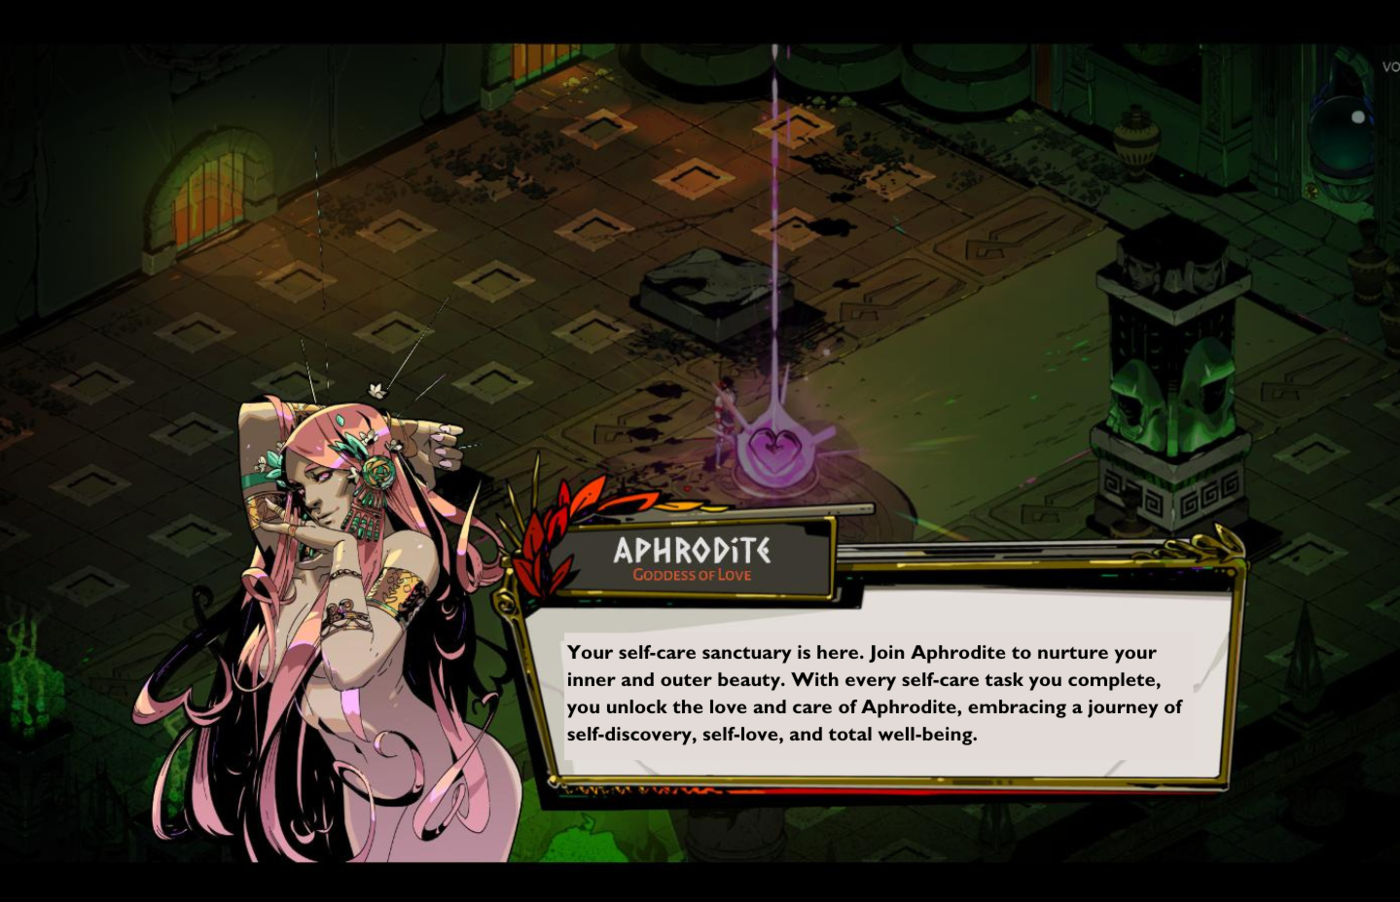 VO
APHRODITE
GODDESS OF LOVE
Your self-care sanctuary is here. Join Aphrodite to nurture your
inner and outer beauty. With every self-care task you complete,
you unlock the love and care of Aphrodite, embracing a journey of
self-discovery, self-love, and total well-being.